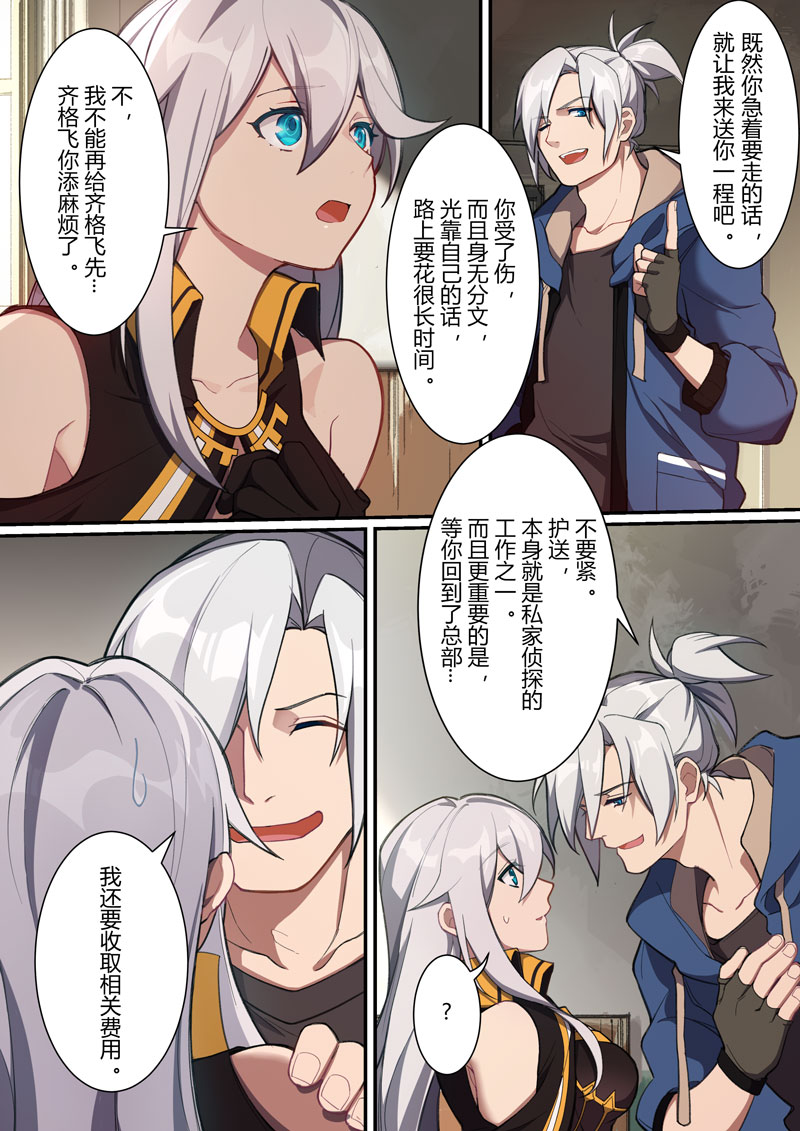 既然你急着要走的话，
就让我来送你一程吧。
你受了伤，
而且身无分文，
光靠自己的话，
路上要花很长时间。
不，
我不能再给齐格飞先…
齐格飞你添麻烦了。
不要紧。
护送，
本身就是私家侦探的
工作之一。
而且更重要的是，
等你回到了总部…
？
我还要收取相关费用。